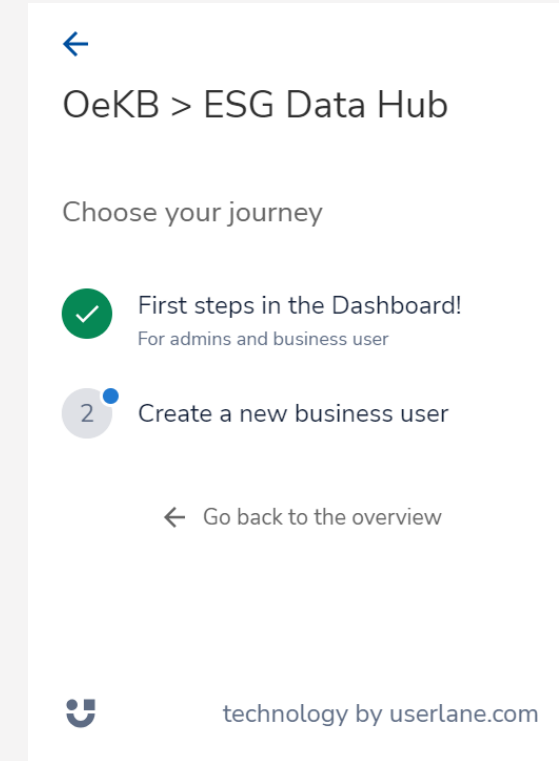 OeKB > ESG Data Hub
Choose your journey
First steps in the Dashboard!
For admins and business user
2
Create a new business user
Go back to the overview
technology by userlane.com